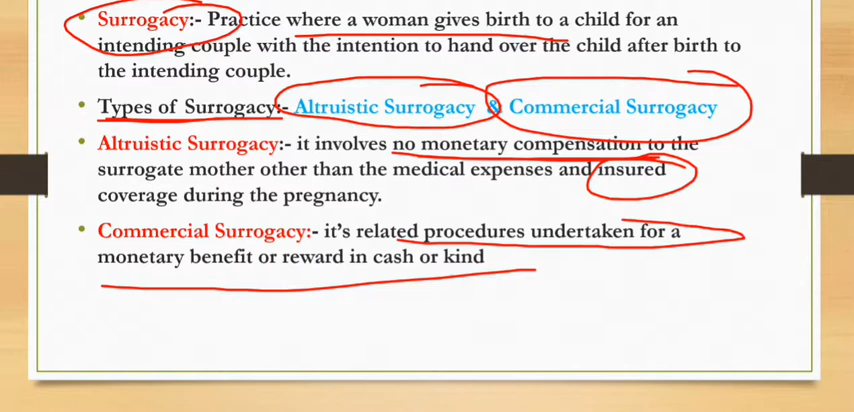 • Surrogacy:- Practice where a woman gives birth to a child for an
intending couple with the intention to hand over the child after birth to
the intending couple.
• Types of Surrogacy:- Altruistic Surrogacy & Commercial Surrogacy
• Altruistic Surrogacy:- it involves no monetary compensation to the
surrogate mother other than the medical expenses and insured
coverage during the pregnancy.
• Commercial Surrogacy:- it's related procedures undertaken for a
monetary benefit or reward in cash or kind